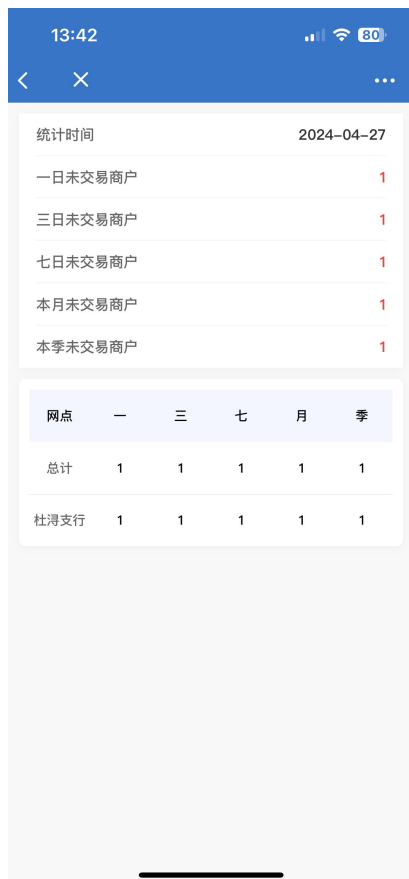 13:42 80
统计时间 2024-04-27
一日未交易商户 1
三日未交易商户 1
七日未交易商户 1
本月未交易商户 1
本季未交易商户 1
网点 一 三 七 月 季
总计 1 1 1 1 1
杜浔支行 1 1 1 1 1